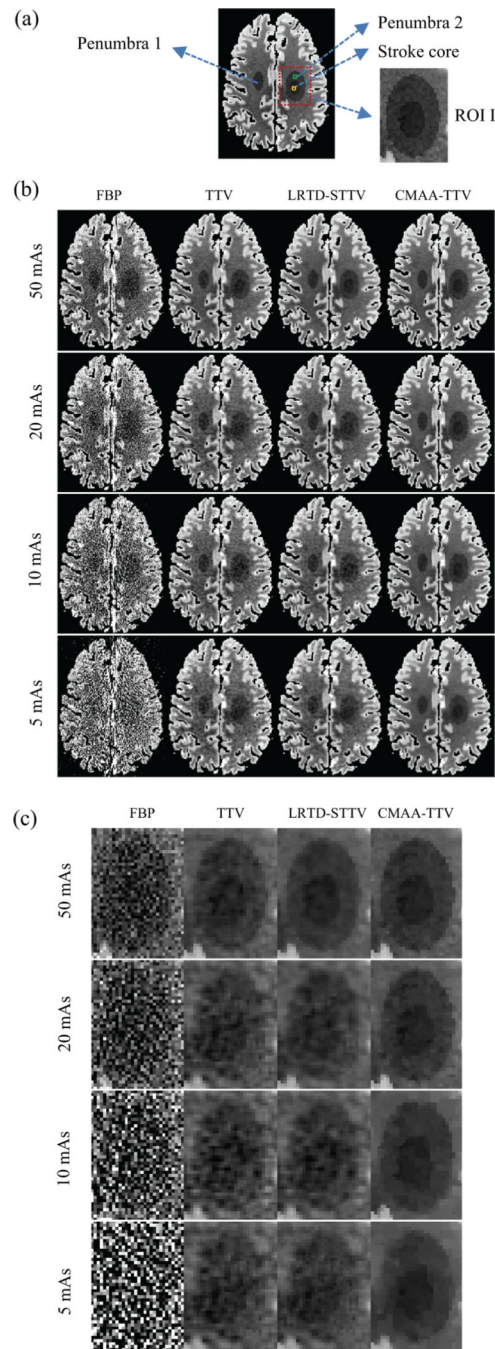 (a)
Penumbra 1
Penumbra 2
Stroke core
ROI I
(b)
FBP TTV LRTD-STTV CMAA-TTV
50 mAs
20 mAs
10 mAs
5 mAs
(c)
FBP TTV LRTD-STTV CMAA-TTV
50 mAs
20 mAs
10 mAs
5 mAs